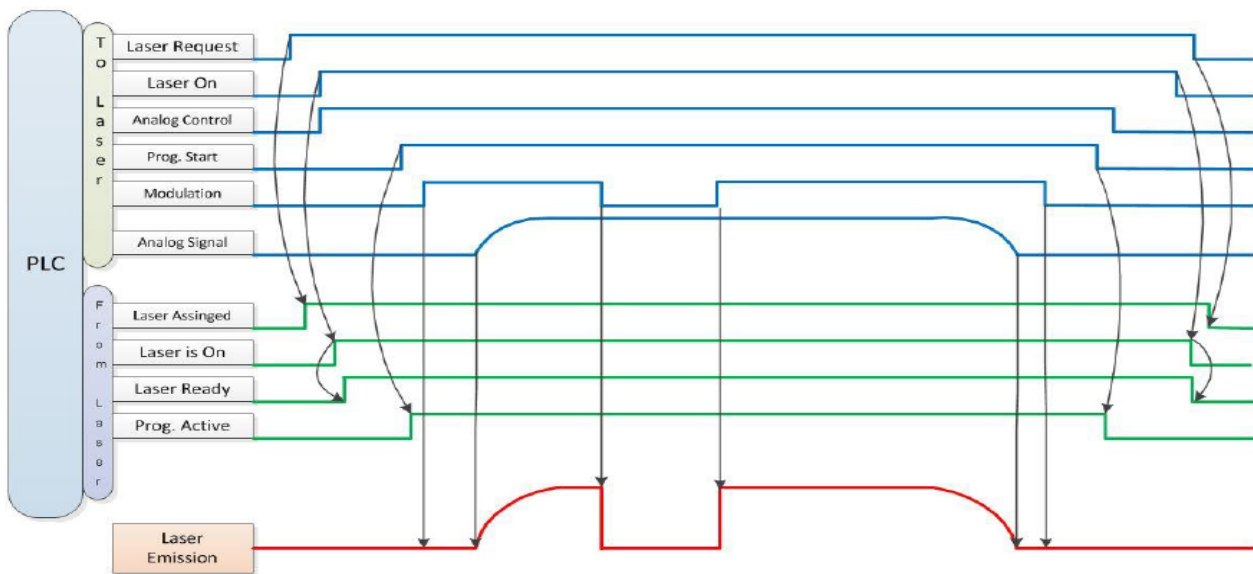 PLC
To Laser
Laser Request
Laser On
Analog Control
Prog. Start
Modulation
Analog Signal
From Laser
Laser Assinged
Laser is On
Laser Ready
Prog. Active
Laser
Emission